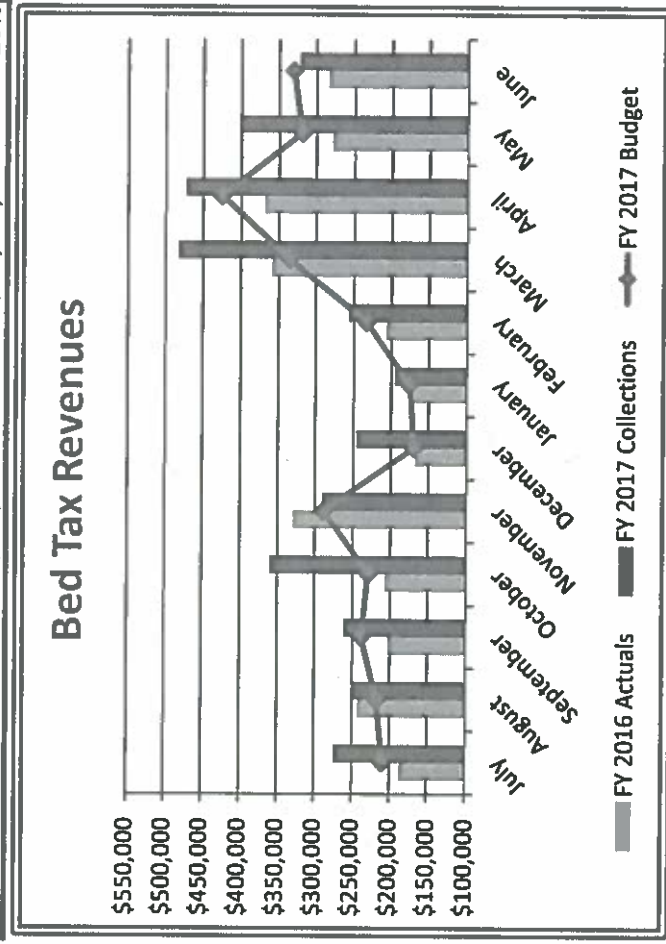 Bed Tax Revenues
$550,000
$500,000
$450,000
$400,000
$350,000
$300,000
$250,000
$200,000
$150,000
$100,000
July
August
September
October
November
December
January
February
March
April
May
June
FY 2016 Actuals
FY 2017 Collections
FY 2017 Budget